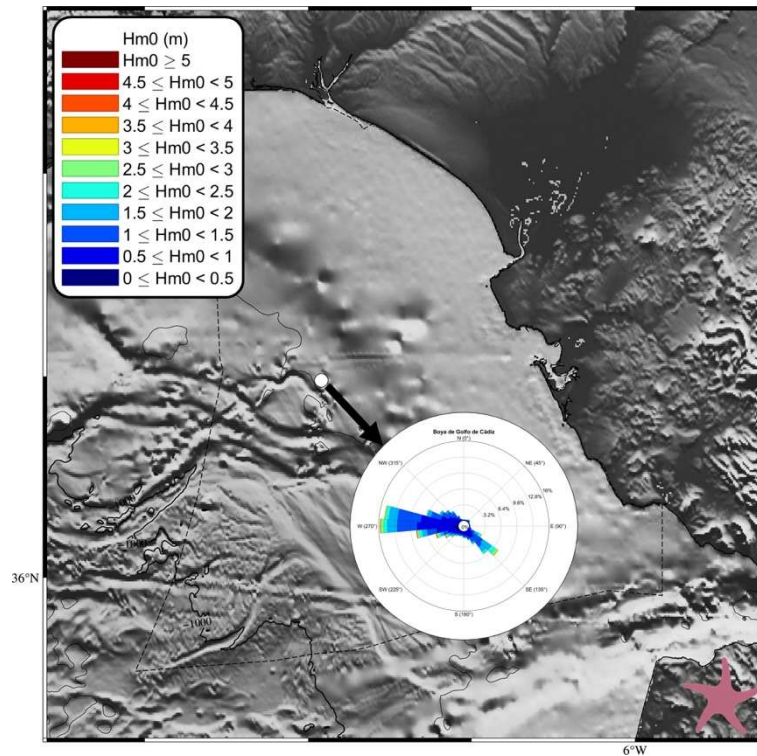 Hm0 (m)
Hm0 ≥ 5
4.5 ≤ Hm0 < 5
4 ≤ Hm0 < 4.5
3.5 ≤ Hm0 < 4
3 ≤ Hm0 < 3.5
2.5 ≤ Hm0 < 3
2 ≤ Hm0 < 2.5
1.5 ≤ Hm0 < 2
1 ≤ Hm0 < 1.5
0.5 ≤ Hm0 < 1
0 ≤ Hm0 < 0.5
Boya de Golfo de Cádiz
N (0°)
NW (315°)
NE (45°)
16%
12.8%
9.6%
6.4%
3.2%
0%
W (270°)
E (90°)
SW (225°)
SE (135°)
S (180°)
36°N
-1000
-1000
6°W